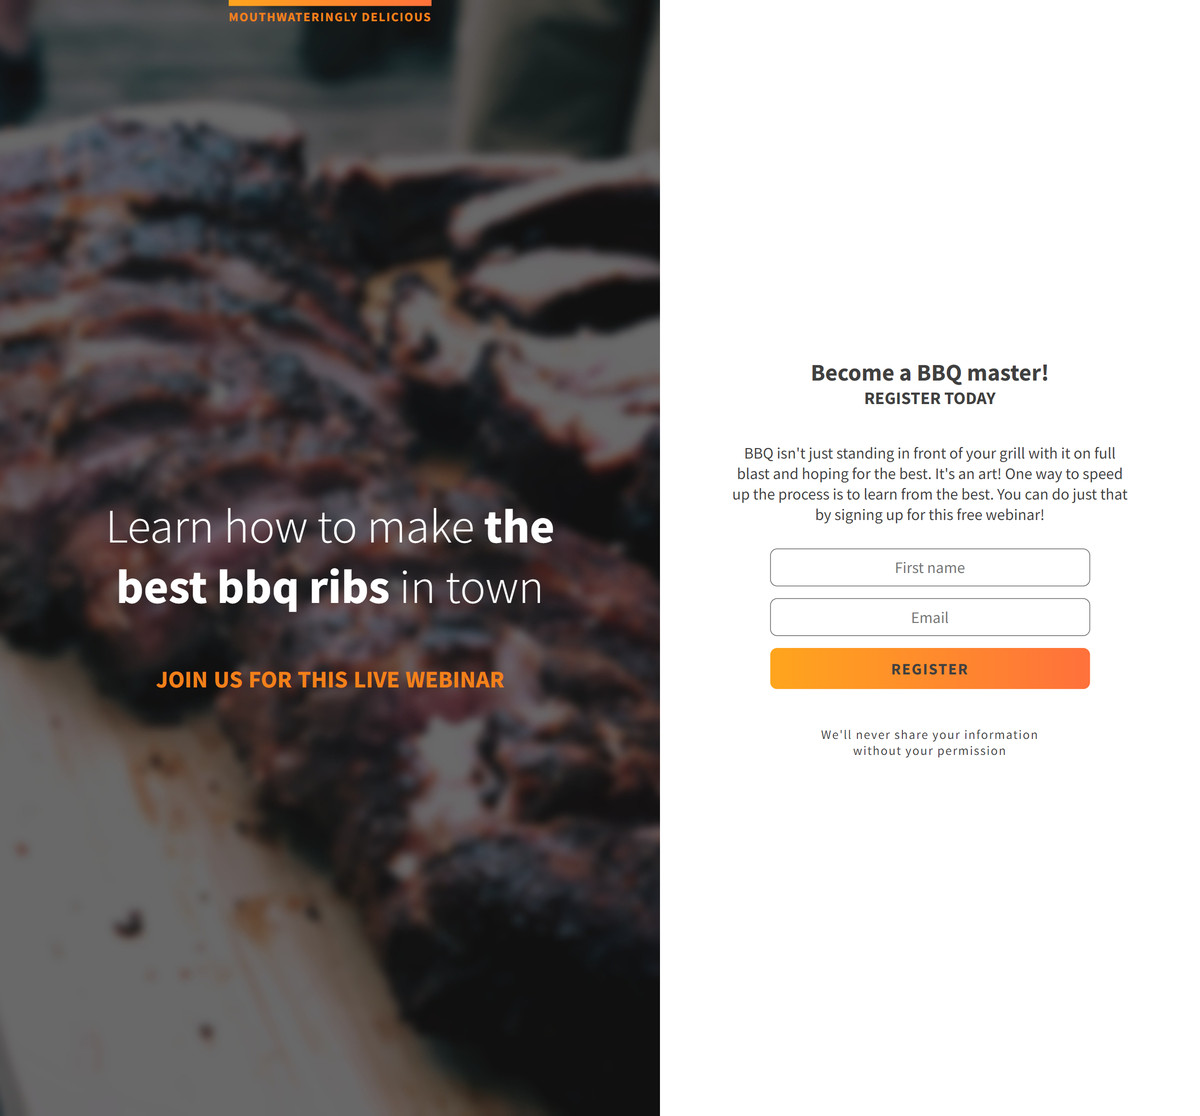 MOUTHWATERINGLY DELICIOUS
Learn how to make the
best bbq ribs in town
JOIN US FOR THIS LIVE WEBINAR
Become a BBQ master!
REGISTER TODAY
BBQ isn't just standing in front of your grill with it on full
blast and hoping for the best. It's an art! One way to speed
up the process is to learn from the best. You can do just that
by signing up for this free webinar!
First name
Email
REGISTER
We'll never share your information
without your permission